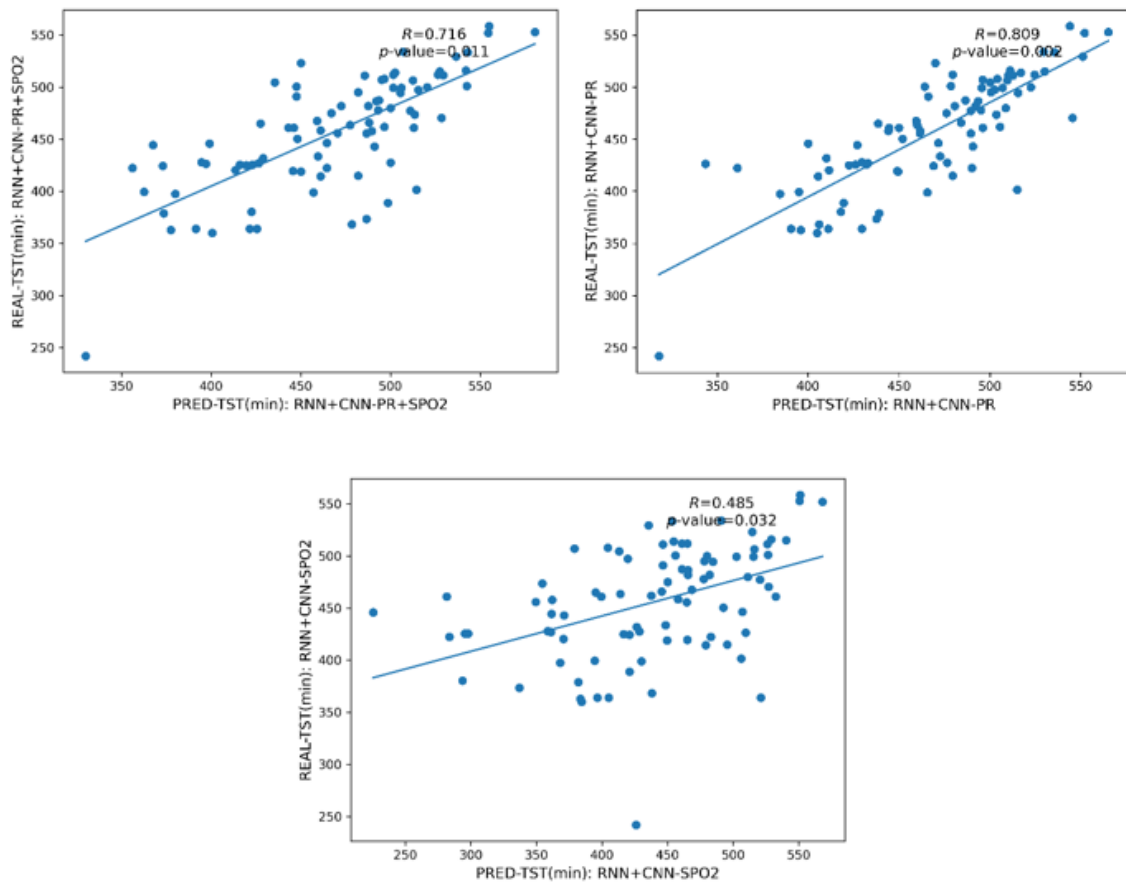 R=0.716
p-value=0.011
550
500
450
400
350
300
250
350 400 450 500 550
REAL-TST(min): RNN+CNN-PR+SPO2
PRED-TST(min): RNN+CNN-PR+SPO2
R=0.809
p-value=0.002
550
500
450
400
350
300
250
350 400 450 500 550
REAL-TST(min): RNN+CNN-PR
PRED-TST(min): RNN+CNN-PR
R=0.485
p-value=0.032
550
500
450
400
350
300
250
250 300 350 400 450 500 550
REAL-TST(min): RNN+CNN-SPO2
PRED-TST(min): RNN+CNN-SPO2